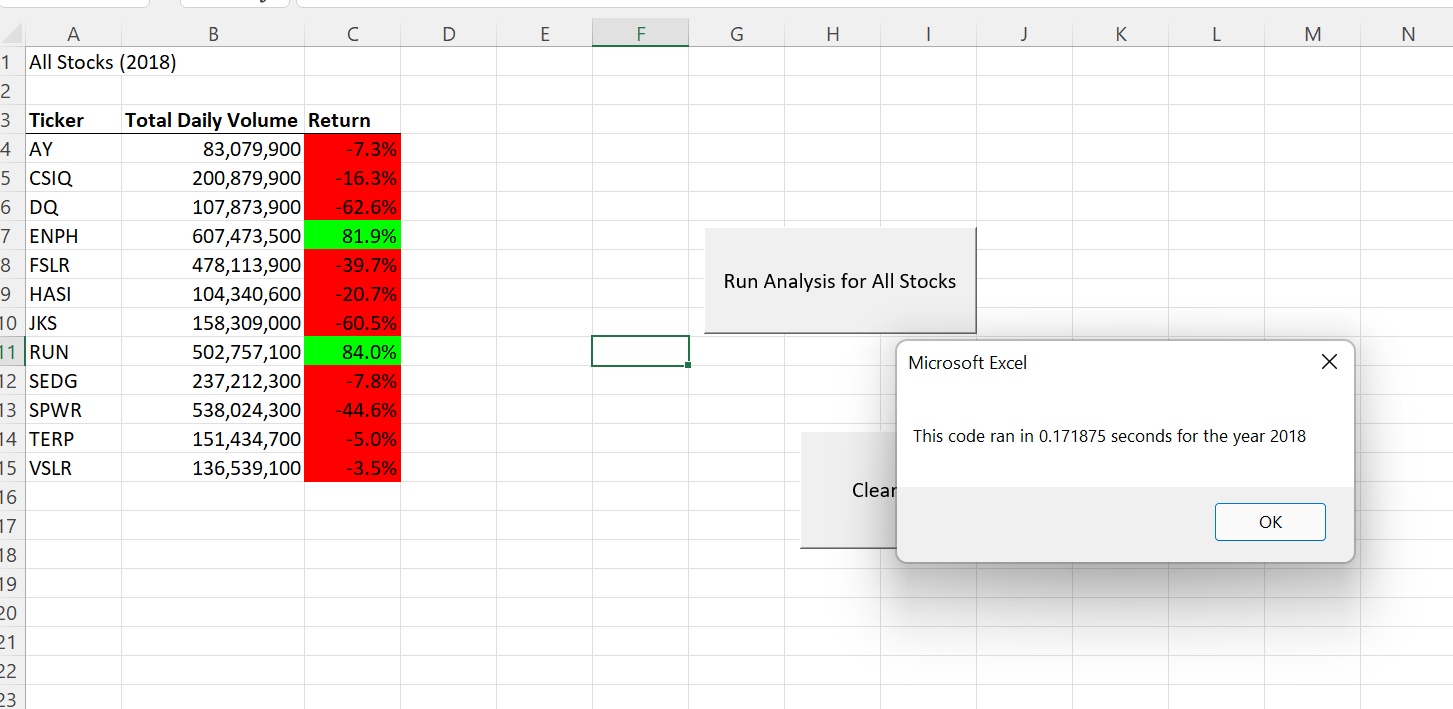 A B C D E F G H I J K L M N
1 All Stocks (2018)
2
3 Ticker Total Daily Volume Return
4 AY 83,079,900 -7.3%
5 CSIQ 200,879,900 -16.3%
6 DQ 107,873,900 -62.6%
7 ENPH 607,473,500 81.9%
8 FSLR 478,113,900 -39.7%
9 HASI 104,340,600 -20.7%
10 JKS 158,309,000 -60.5%
11 RUN 502,757,100 84.0%
12 SEDG 237,212,300 -7.8%
13 SPWR 538,024,300 -44.6%
14 TERP 151,434,700 -5.0%
15 VSLR 136,539,100 -3.5%
16
17
18
19
20
21
22
23
Run Analysis for All Stocks
Clear
Microsoft Excel
This code ran in 0.171875 seconds for the year 2018
OK